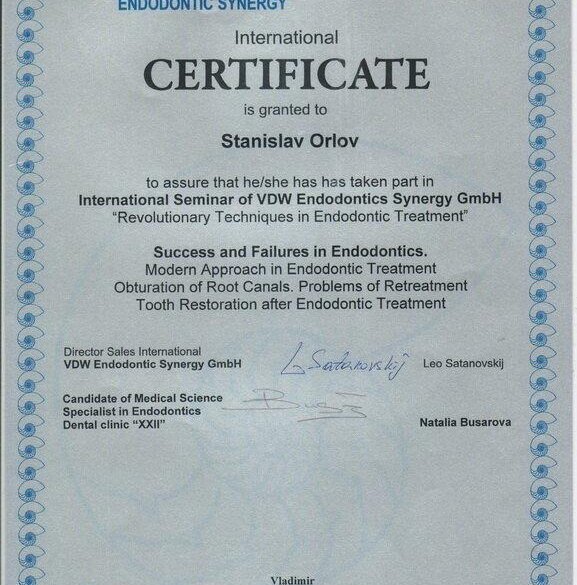 ENDODONTIC SYNERGY
International
CERTIFICATE
is granted to
Stanislav Orlov
to assure that he/she has has taken part in
International Seminar of VDW Endodontics Synergy GmbH
“Revolutionary Techniques in Endodontic Treatment”
Success and Failures in Endodontics.
Modern Approach in Endodontic Treatment
Obturation of Root Canals. Problems of Retreatment
Tooth Restoration after Endodontic Treatment
Director Sales International
VDW Endodontic Synergy GmbH
L Satanovskij
Leo Satanovskij
Candidate of Medical Science
Specialist in Endodontics
Dental clinic “XXII”
Natalia Busarova
Vladimir